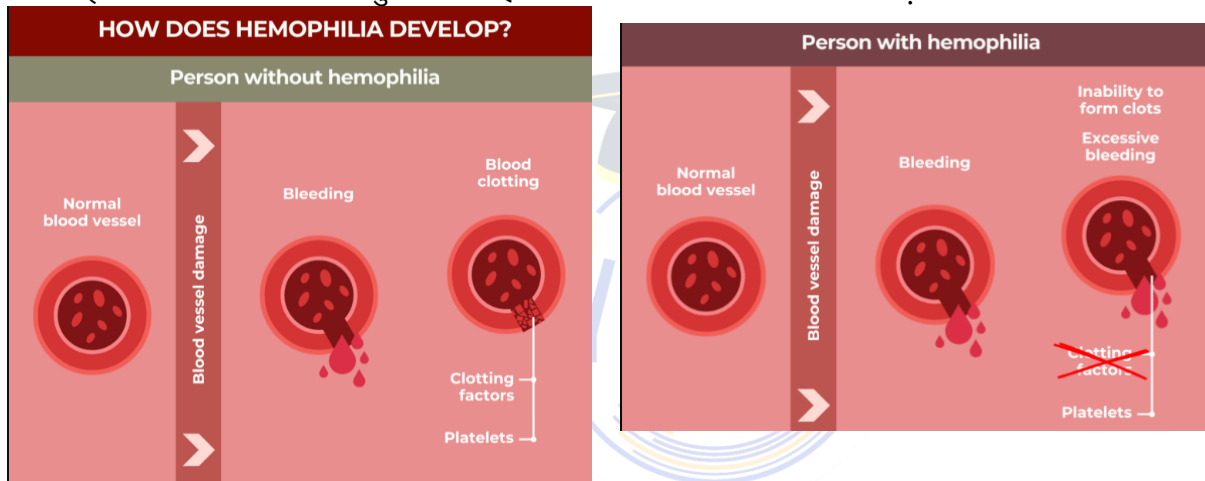 HOW DOES HEMOPHILIA DEVELOP?
Person without hemophilia
Normal
blood vessel
Blood vessel damage
Bleeding
Blood
clotting
Clotting
factors
Platelets
Person with hemophilia
Normal
blood vessel
Blood vessel damage
Bleeding
Inability to
form clots
Excessive
bleeding
Clotting
factors
Platelets